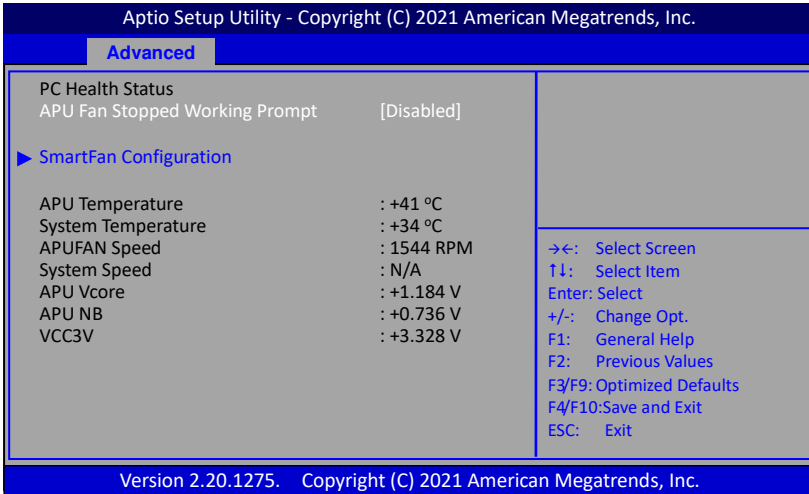 Aptio Setup Utility - Copyright (C) 2021 American Megatrends, Inc.
Advanced
PC Health Status
APU Fan Stopped Working Prompt [Disabled]
▶ SmartFan Configuration
APU Temperature : +41 ºC
System Temperature : +34 ºC
APUFAN Speed : 1544 RPM
System Speed : N/A
APU Vcore : +1.184 V
APU NB : +0.736 V
VCC3V : +3.328 V
→←: Select Screen
↑↓: Select Item
Enter: Select
+/-: Change Opt.
F1: General Help
F2: Previous Values
F3/F9: Optimized Defaults
F4/F10:Save and Exit
ESC: Exit
Version 2.20.1275. Copyright (C) 2021 American Megatrends, Inc.